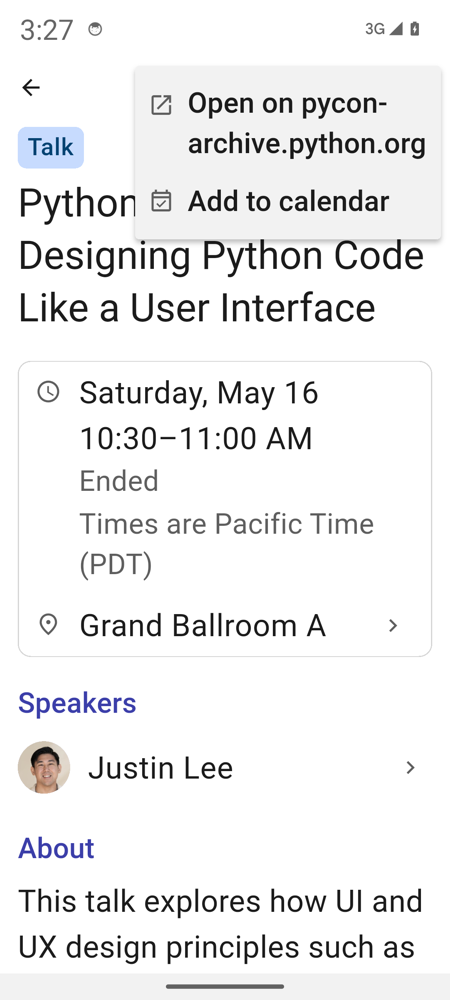 3:27
3G
Open on pycon-
archive.python.org
Add to calendar
Talk
Python
Designing Python Code
Like a User Interface
Saturday, May 16
10:30–11:00 AM
Ended
Times are Pacific Time
(PDT)
Grand Ballroom A
Speakers
Justin Lee
About
This talk explores how UI and
UX design principles such as